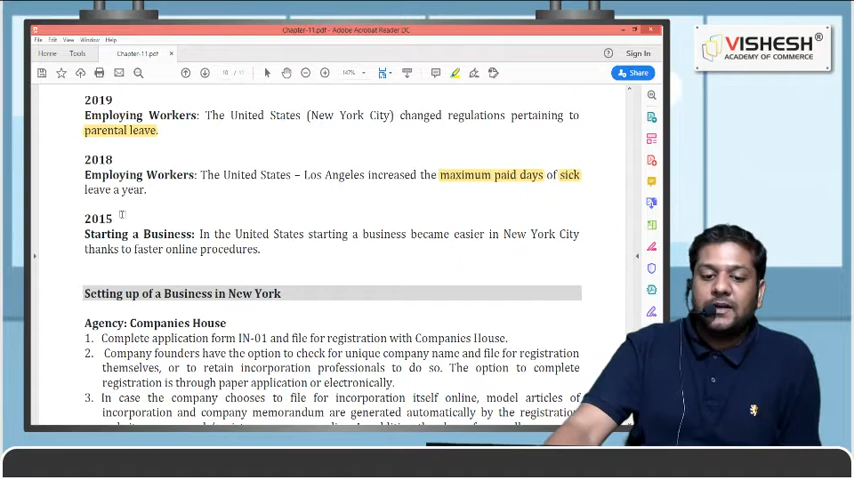 Chapter-11.pdf - Adobe Acrobat Reader DC
File Edit View Window Help
Home Tools Chapter-11.pdf × Sign In
10 / 11 147% Share
2019
Employing Workers: The United States (New York City) changed regulations pertaining to
parental leave.
2018
Employing Workers: The United States – Los Angeles increased the maximum paid days of sick
leave a year.
2015
Starting a Business: In the United States starting a business became easier in New York City
thanks to faster online procedures.
Setting up of a Business in New York
Agency: Companies House
1. Complete application form IN-01 and file for registration with Companies House.
2. Company founders have the option to check for unique company name and file for registration
themselves, or to retain incorporation professionals to do so. The option to complete
registration is through paper application or electronically.
3. In case the company chooses to file for incorporation itself online, model articles of
incorporation and company memorandum are generated automatically by the registration
VISHESH®
ACADEMY OF COMMERCE